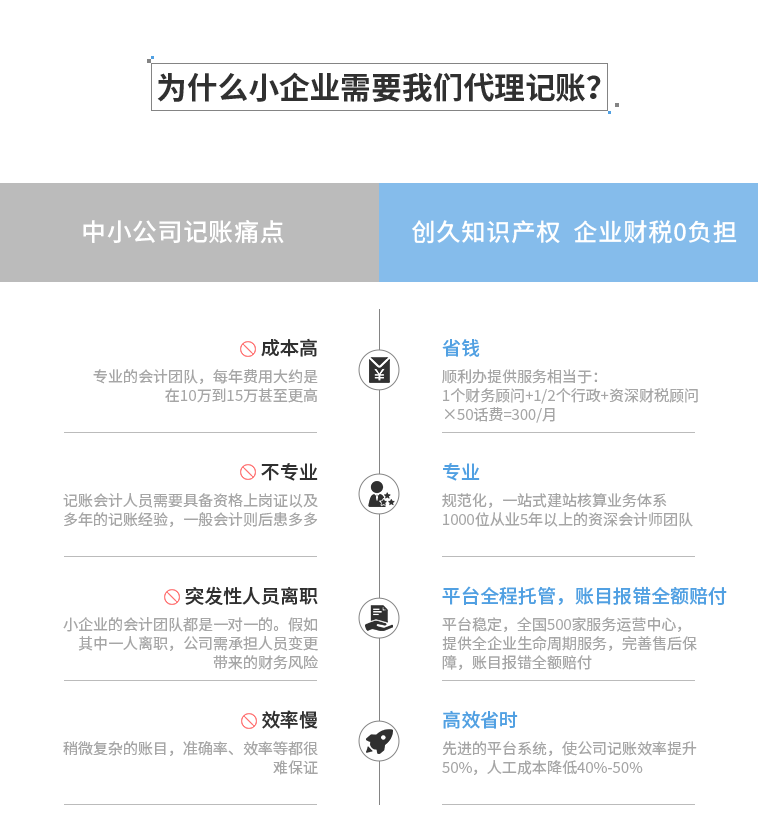 为什么小企业需要我们代理记账？
中小公司记账痛点
创久知识产权 企业财税0负担
成本高
专业的会计团队，每年费用大约是
在10万到15万甚至更高
省钱
顺利办提供服务相当于：
1个财务顾问+1/2个行政+资深财税顾问
×50话费=300/月
不专业
记账会计人员需要具备资格上岗证以及
多年的记账经验，一般会计则后患多多
专业
规范化，一站式建站核算业务体系
1000位从业5年以上的资深会计师团队
突发性人员离职
小企业的会计团队都是一对一的。假如
其中一人离职，公司需承担人员变更
带来的财务风险
平台全程托管，账目报错全额赔付
平台稳定，全国500家服务运营中心，
提供全企业生命周期服务，完善售后保
障，账目报错全额赔付
效率慢
稍微复杂的账目，准确率、效率等都很
难保证
高效省时
先进的平台系统，使公司记账效率提升
50%，人工成本降低40%-50%